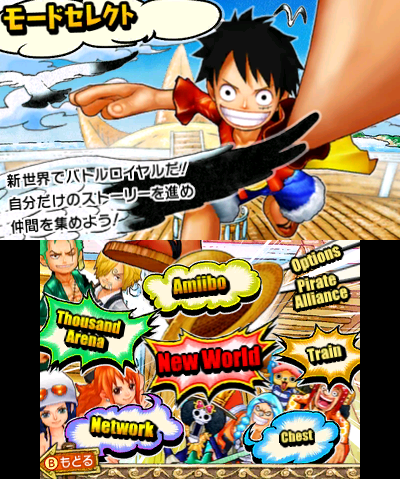 モードセレクト
新世界でバトルロイヤルだ!
自分だけのストーリーを進め
仲間を集めよう!
Options
Amiibo
Pirate
Alliance
Thousand
Arena
New World
Train
Network
Chest
Ⓑもどる